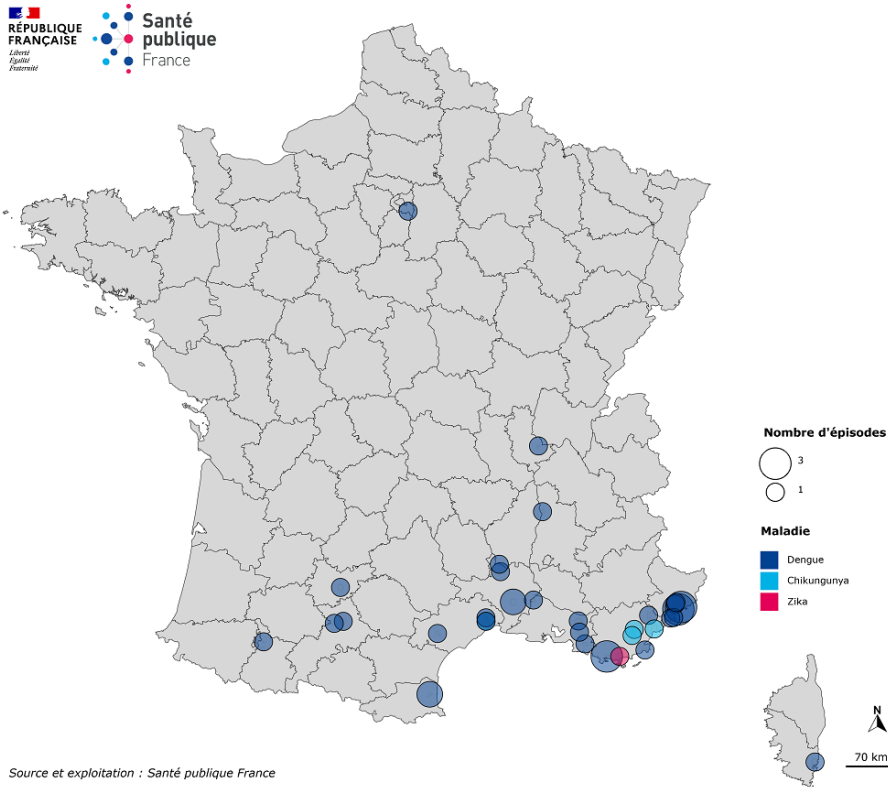 RÉPUBLIQUE
FRANÇAISE
Liberté
Égalité
Fraternité
Santé
publique
France
Nombre d'épisodes
3
1
Maladie
Dengue
Chikungunya
Zika
N
70 km
Source et exploitation : Santé publique France